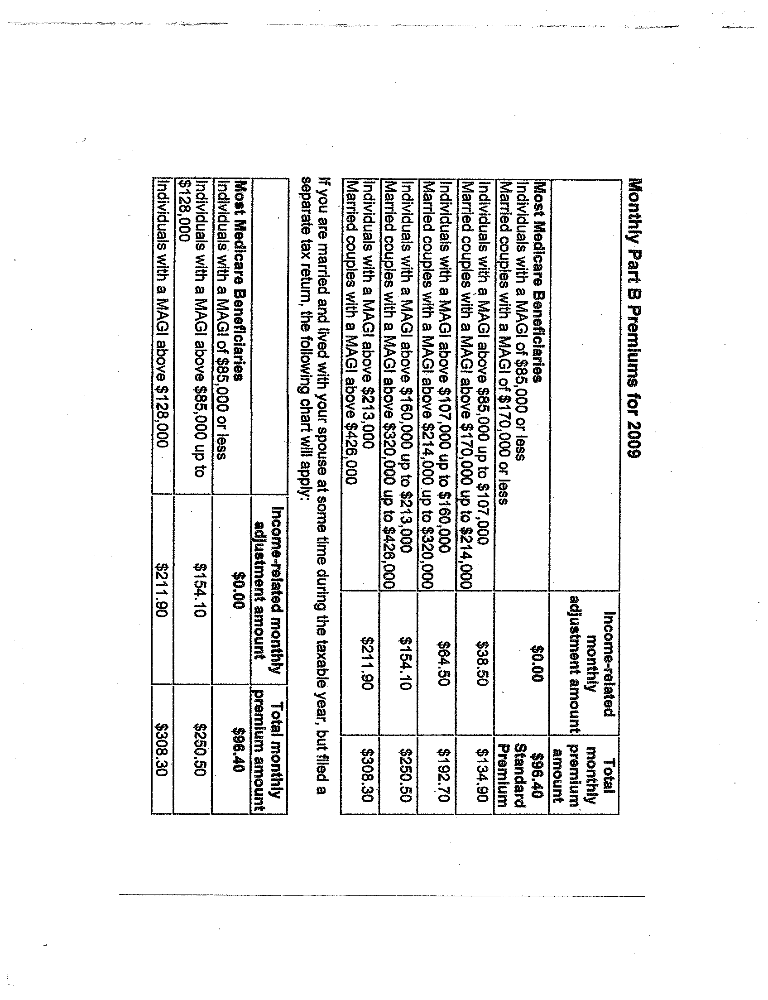 Monthly Part B Premiums for 2009
Income-related
monthly
adjustment amount
Total
monthly
premium
amount
Most Medicare Beneficiaries
Individuals with a MAGI of $85,000 or less
Married couples with a MAGI of $170,000 or less
$0.00
$96.40
Standard
Premium
Individuals with a MAGI above $85,000 up to $107,000
Married couples with a MAGI above $170,000 up to $214,000
$38.50
$134.90
Individuals with a MAGI above $107,000 up to $160,000
Married couples with a MAGI above $214,000 up to $320,000
$64.50
$192.70
Individuals with a MAGI above $160,000 up to $213,000
Married couples with a MAGI above $320,000 up to $426,000
$154.10
$250.50
Individuals with a MAGI above $213,000
Married couples with a MAGI above $426,000
$211.90
$308.30
If you are married and lived with your spouse at some time during the taxable year, but filed a
separate tax return, the following chart will apply:
Income-related monthly
adjustment amount
Total monthly
premium amount
Most Medicare Beneficiaries
Individuals with a MAGI of $85,000 or less
$0.00
$96.40
Individuals with a MAGI above $85,000 up to
$128,000
$154.10
$250.50
Individuals with a MAGI above $128,000
$211.90
$308.30